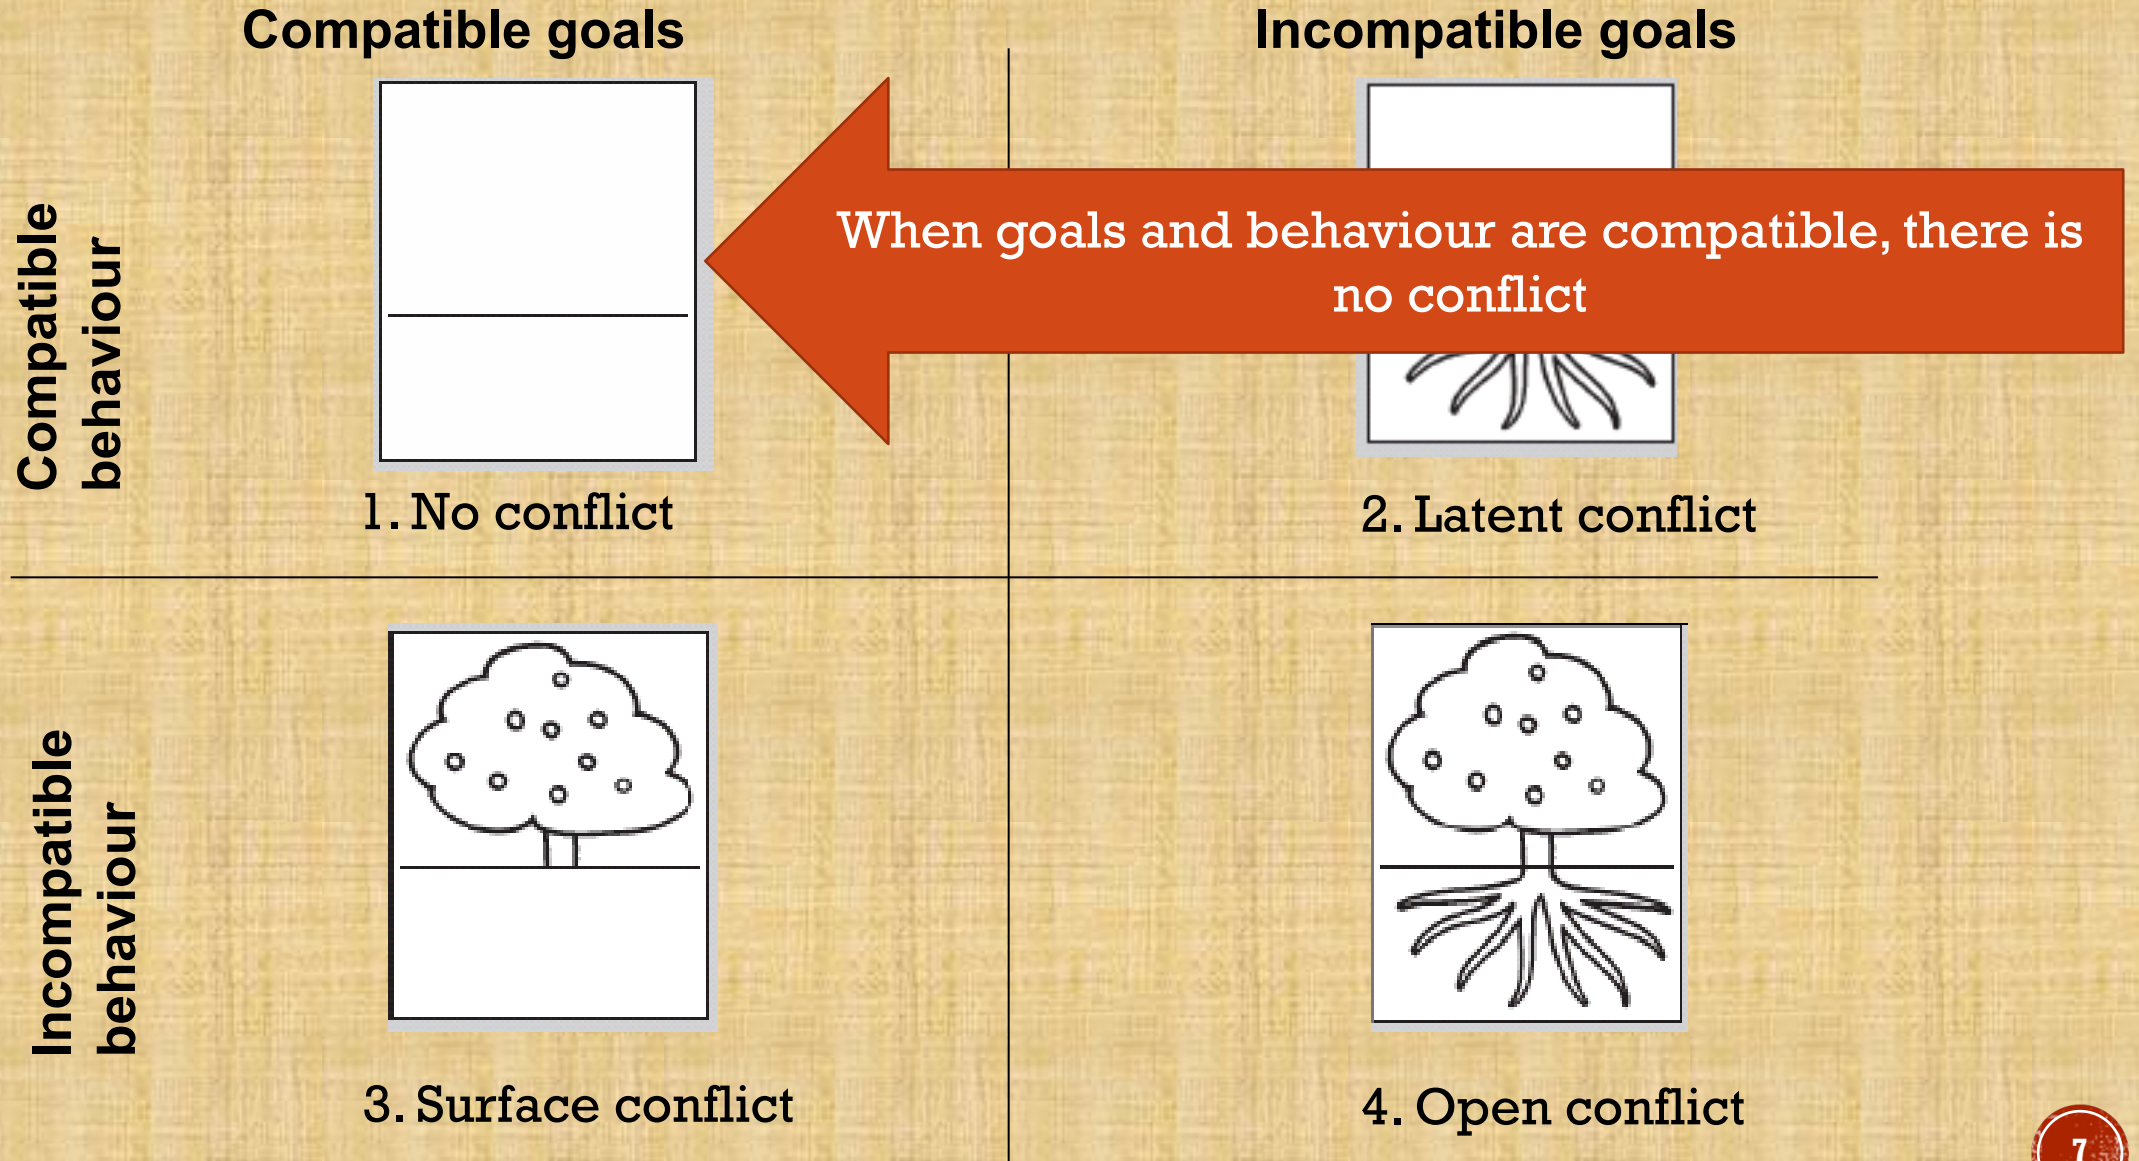 Compatible goals
Incompatible goals
Compatible
behaviour
When goals and behaviour are compatible, there is
no conflict
1. No conflict
2. Latent conflict
Incompatible
behaviour
3. Surface conflict
4. Open conflict
7